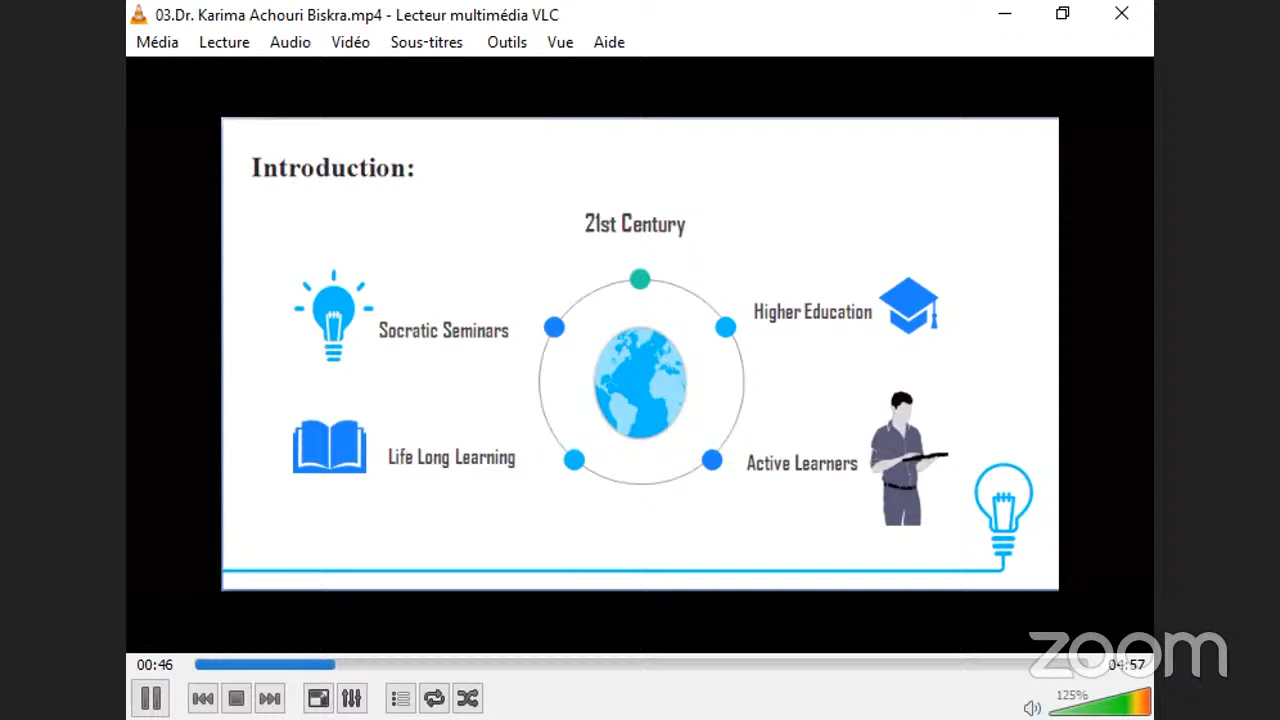 03.Dr. Karima Achouri Biskra.mp4 - Lecteur multimédia VLC
Média Lecture Audio Vidéo Sous-titres Outils Vue Aide
Introduction:
21st Century
Socratic Seminars
Higher Education
Life Long Learning
Active Learners
00:46
04:57
125%
zoom